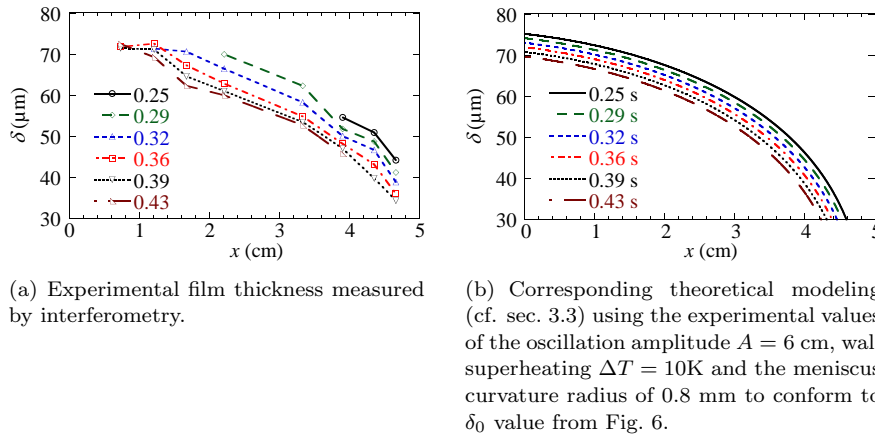 80
70
60
50
40
30
δ (µm)
0.25
0.29
0.32
0.36
0.39
0.43
0 1 2 3 4 5
x (cm)
(a) Experimental film thickness measured
by interferometry.
80
70
60
50
40
30
δ (µm)
0.25 s
0.29 s
0.32 s
0.36 s
0.39 s
0.43 s
0 1 2 3 4 5
x (cm)
(b) Corresponding theoretical modeling
(cf. sec. 3.3) using the experimental values
of the oscillation amplitude A = 6 cm, wal
superheating ΔT = 10K and the meniscus
curvature radius of 0.8 mm to conform to
δ0 value from Fig. 6.